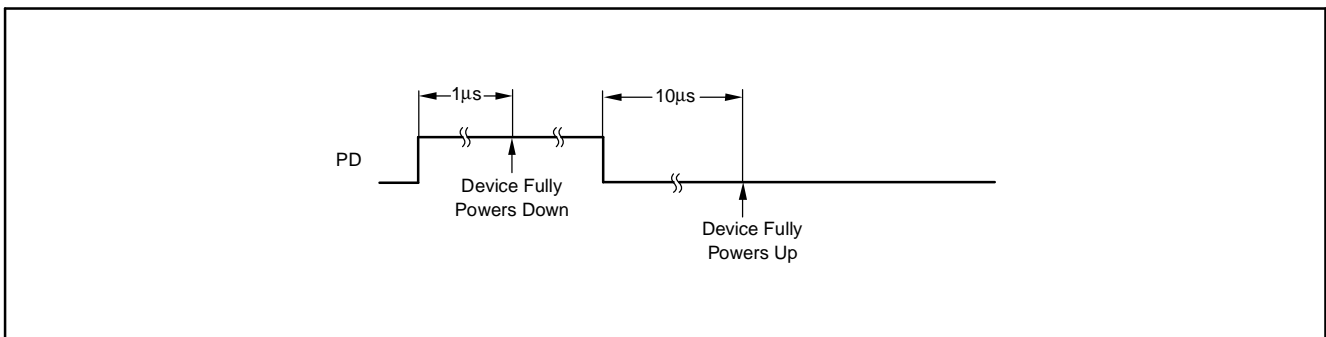 1μs
10μs
PD
Device Fully
Powers Down
Device Fully
Powers Up